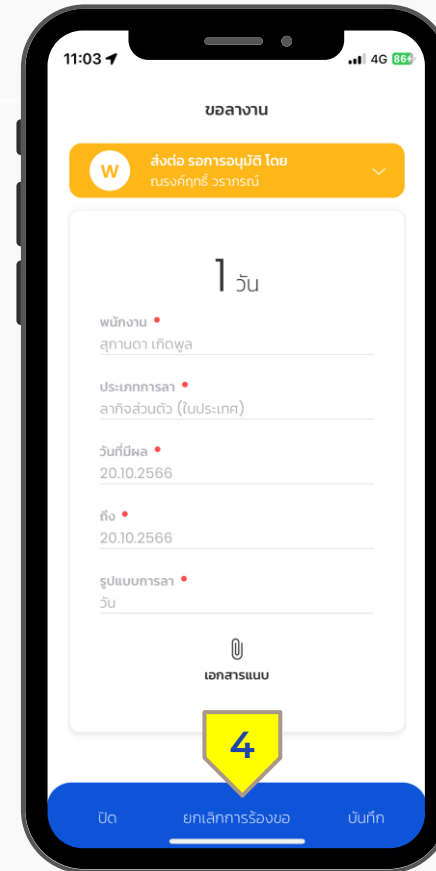 11:03 4G 86
ขอลางาน
W ส่งต่อ รอการอนุมัติ โดย
ณรงค์ฤทธิ์ วราภรณ์
1 วัน
พนักงาน
สุกานดา เกิดพูล
ประเภทการลา
ลากิจส่วนตัว (ในประเทศ)
วันที่มีผล
20.10.2566
ถึง
20.10.2566
รูปแบบการลา
วัน
เอกสารแนบ
4
ปิด ยกเลิกการร้องขอ บันทึก